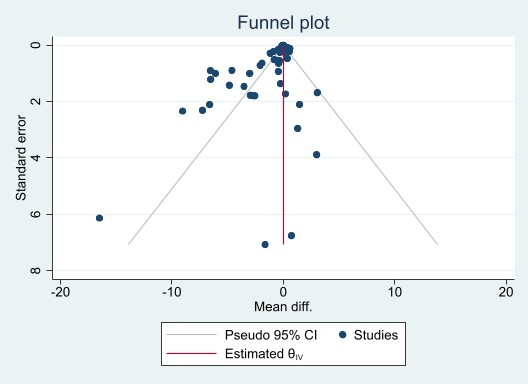 Funnel plot
Standard error
0
2
4
6
8
-20 -10 0 10 20
Mean diff.
Pseudo 95% CI Studies
Estimated θIV